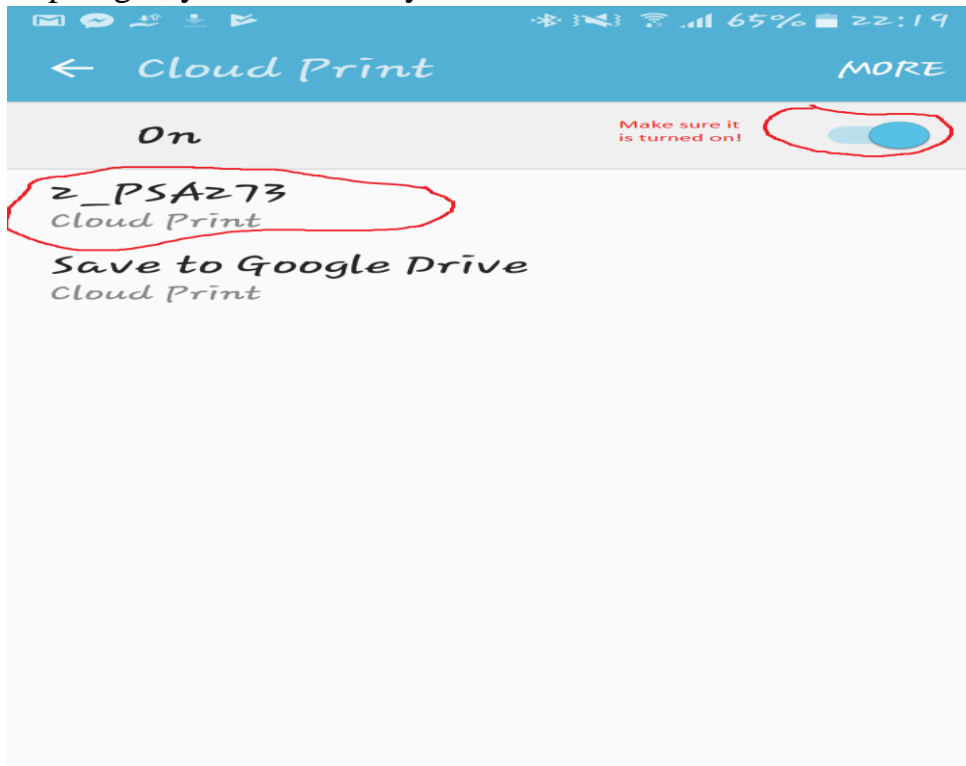 65% 22:19
Cloud Print MORE
On
Make sure it
is turned on!
2_PSA273
Cloud Print
Save to Google Drive
Cloud Print